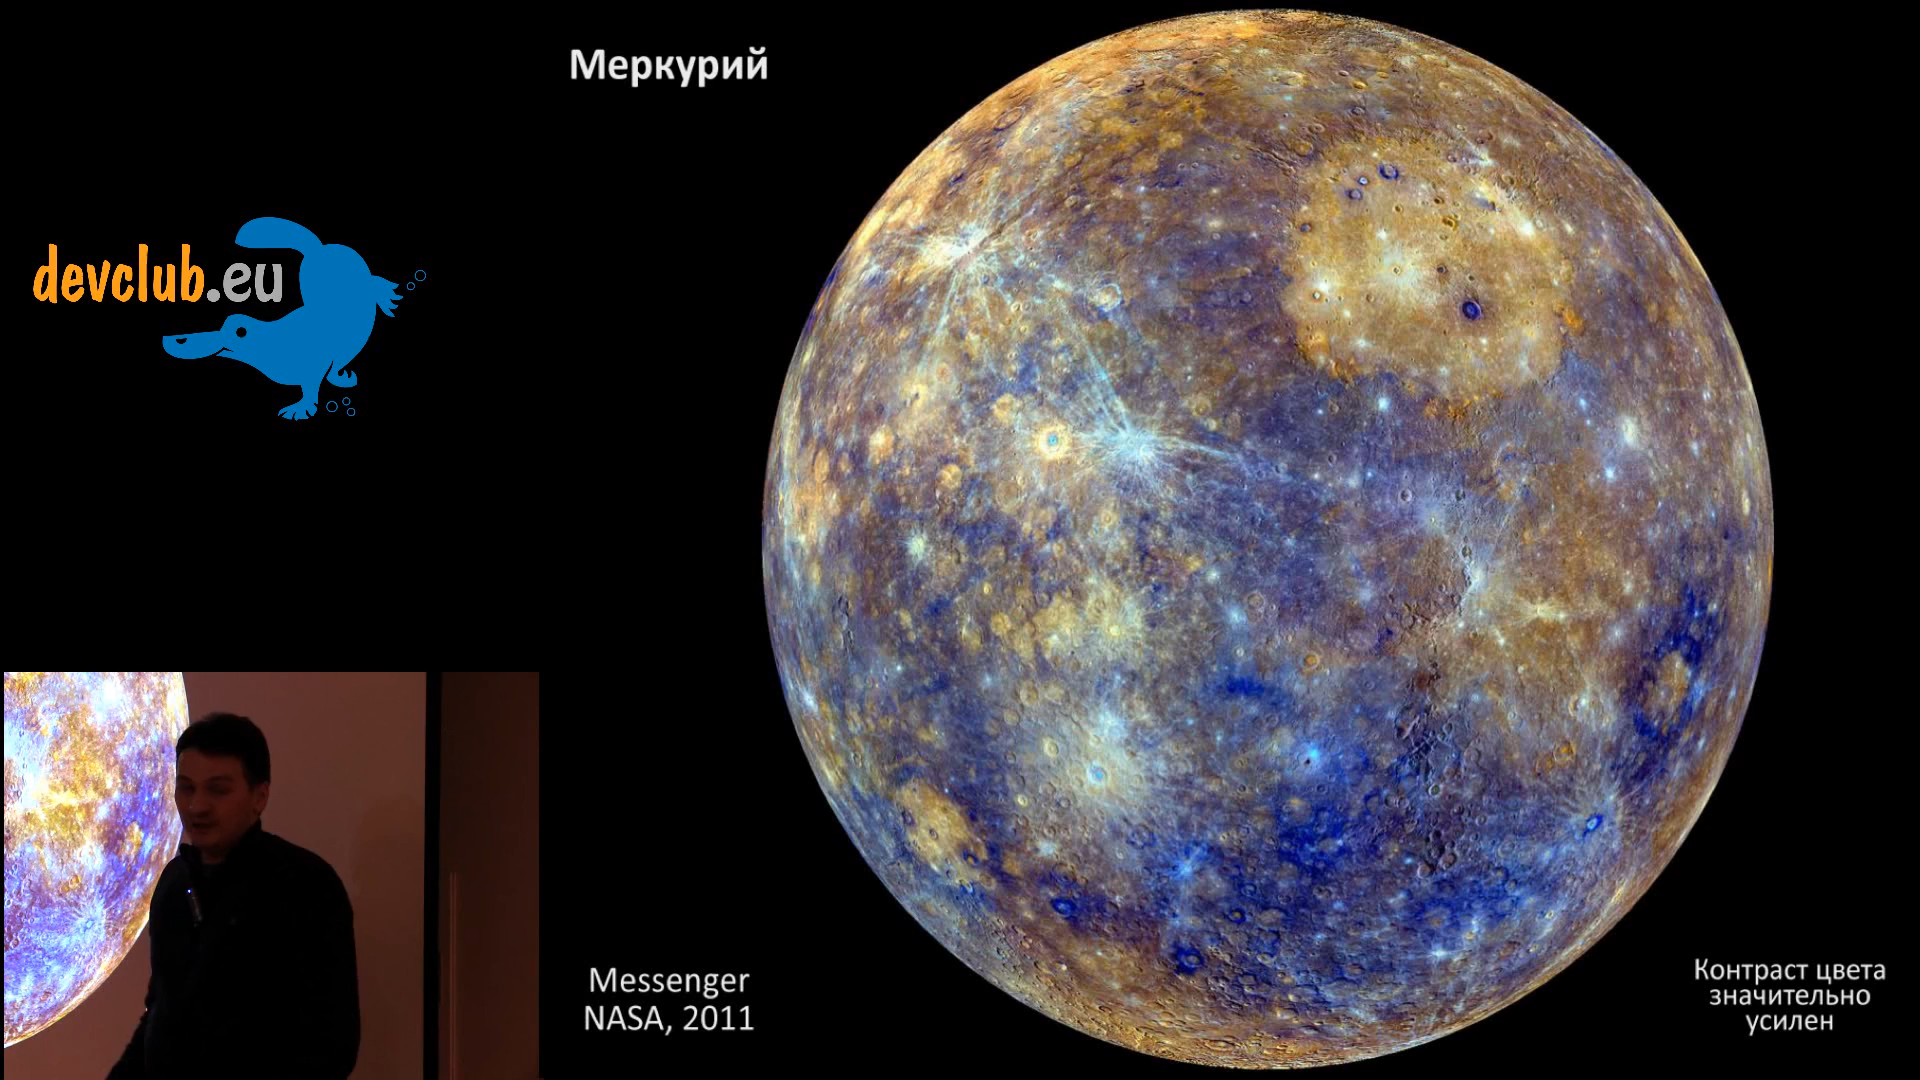 Меркурий
devclub.eu
Messenger
NASA, 2011
Контраст цвета
значительно
усилен